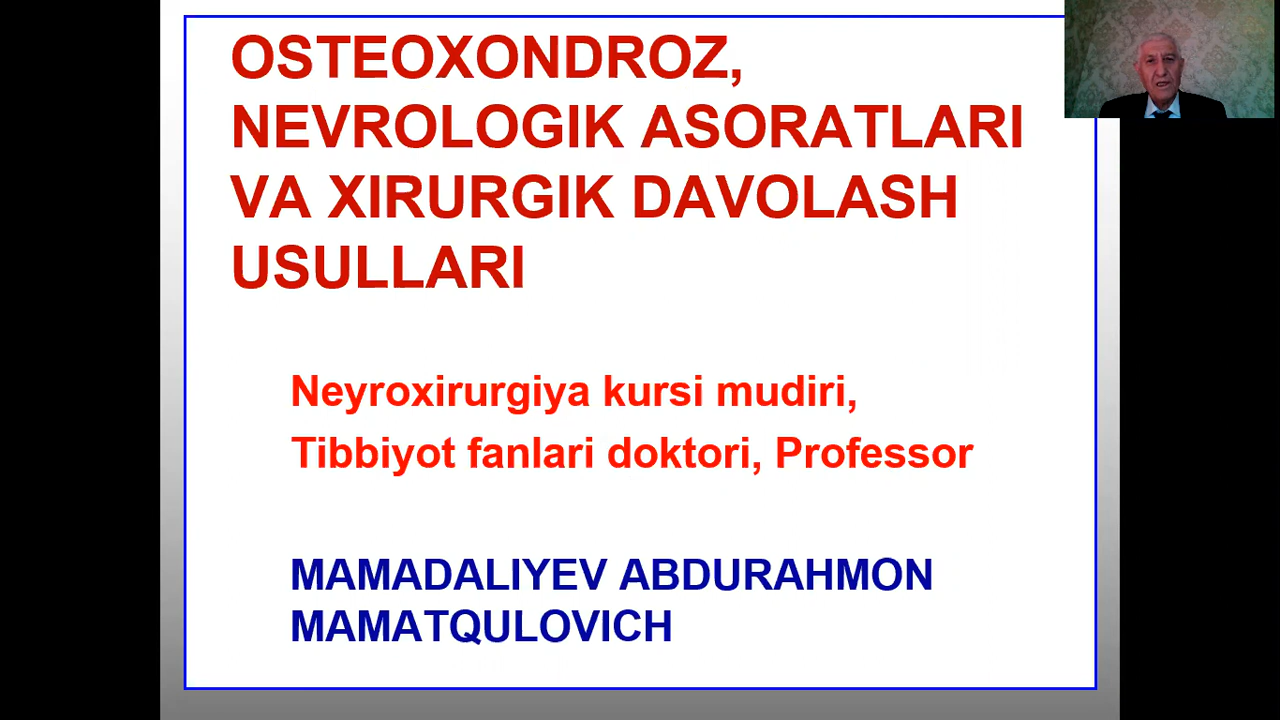 OSTEOXONDROZ,
NEVROLOGIK ASORATLARI
VA XIRURGIK DAVOLASH
USULLARI
Neyroxirurgiya kursi mudiri,
Tibbiyot fanlari doktori, Professor
MAMADALIYEV ABDURAHMON
MAMATQULOVICH